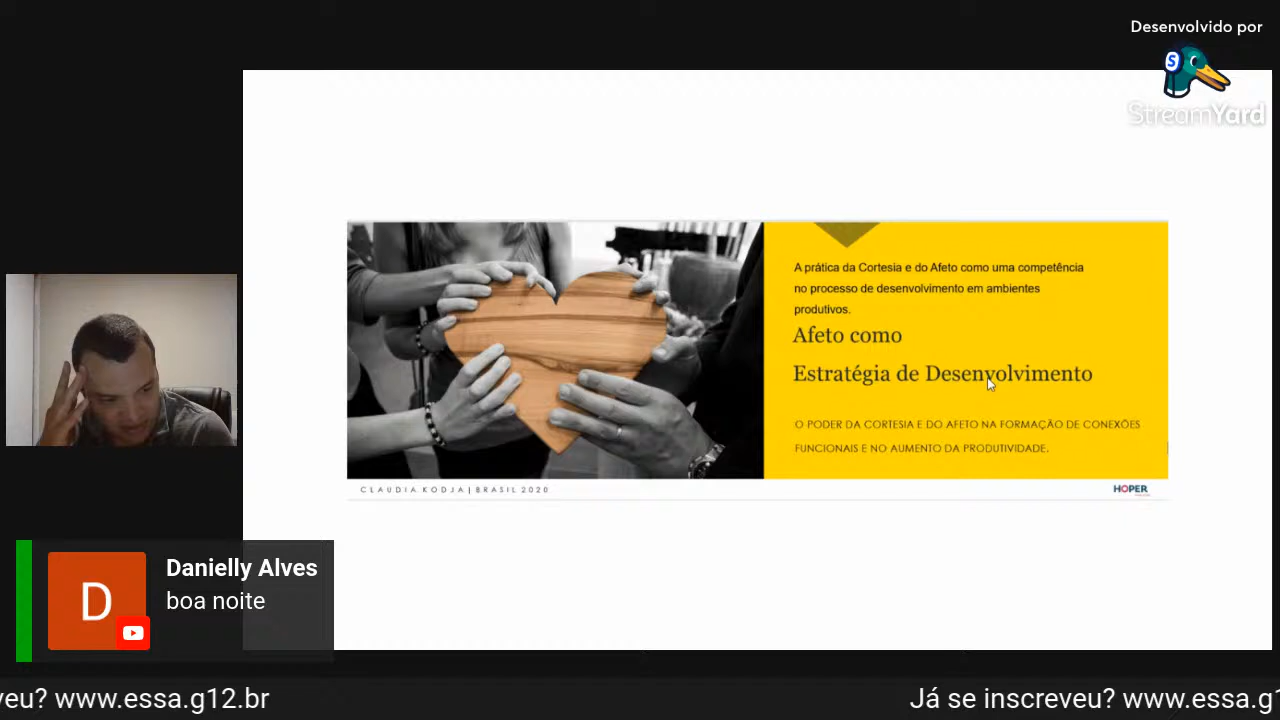 Desenvolvido por
S
StreamYard
A prática da Cortesia e do Afeto como uma competência
no processo de desenvolvimento em ambientes
produtivos.
Afeto como
Estratégia de Desenvolvimento
O PODER DA CORTESIA E DO AFETO NA FORMAÇÃO DE CONEXÕES
FUNCIONAIS E NO AUMENTO DA PRODUTIVIDADE.
CLAUDIA KODJA | BRASIL 2020
HOPER
D
Danielly Alves
boa noite
veu? www.essa.g12.br
Já se inscreveu? www.essa.g1